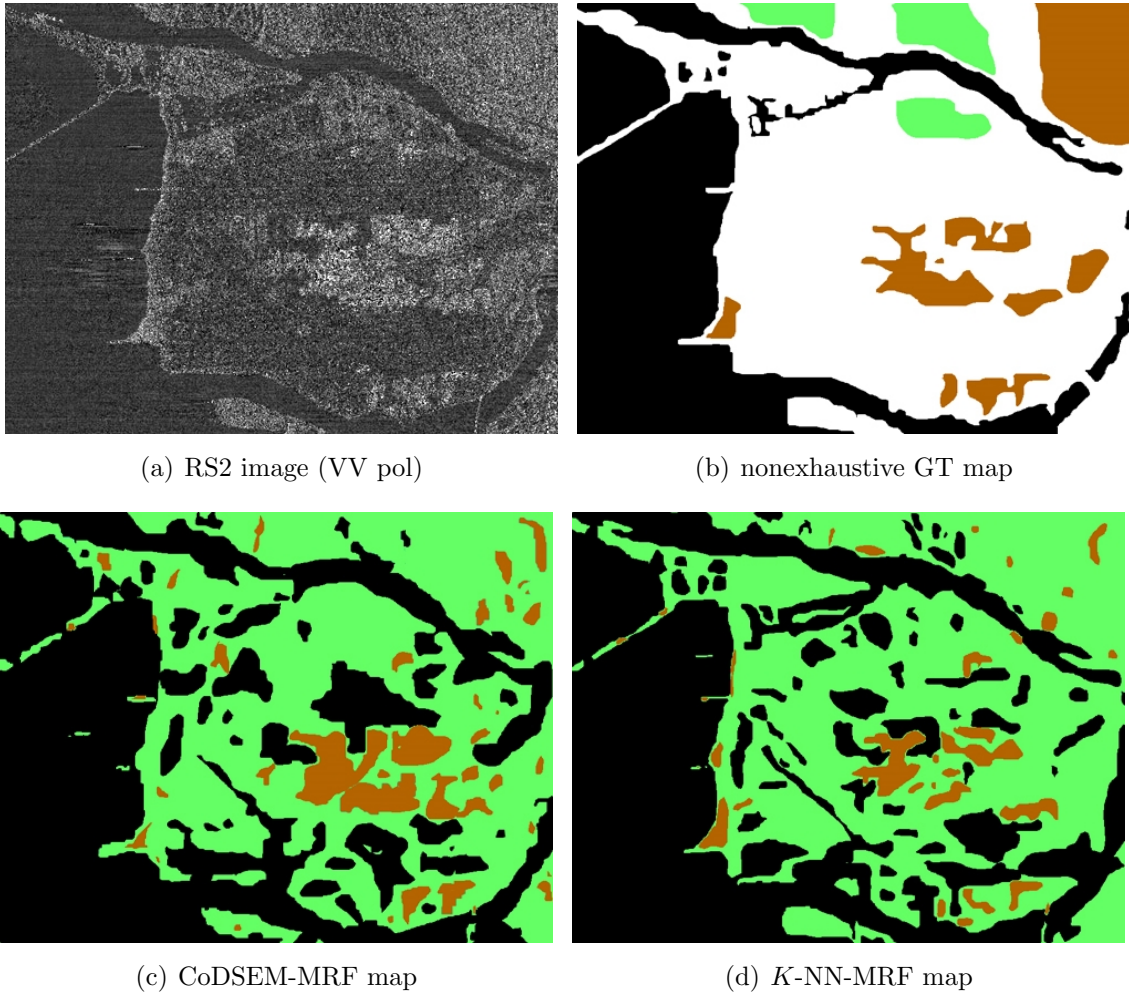 (a) RS2 image (VV pol)
(b) nonexhaustive GT map
(c) CoDSEM-MRF map
(d) K-NN-MRF map